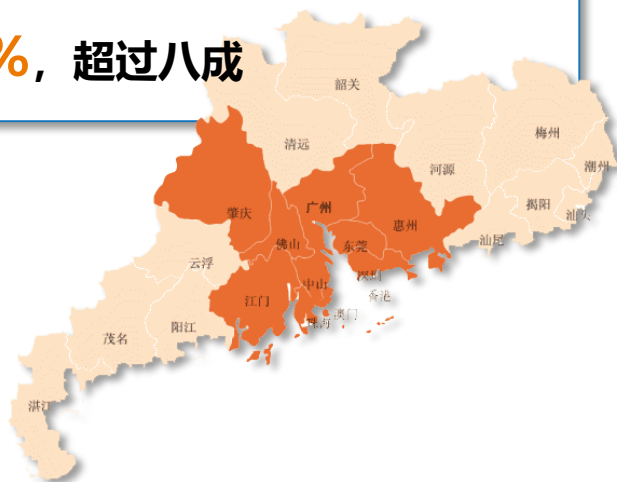 %，超过八成
韶关
清远
梅州
河源
潮州
肇庆
广州
揭阳
汕头
惠州
佛山
东莞
汕尾
云浮
深圳
中山
香港
江门
澳门
珠海
阳江
茂名
湛江